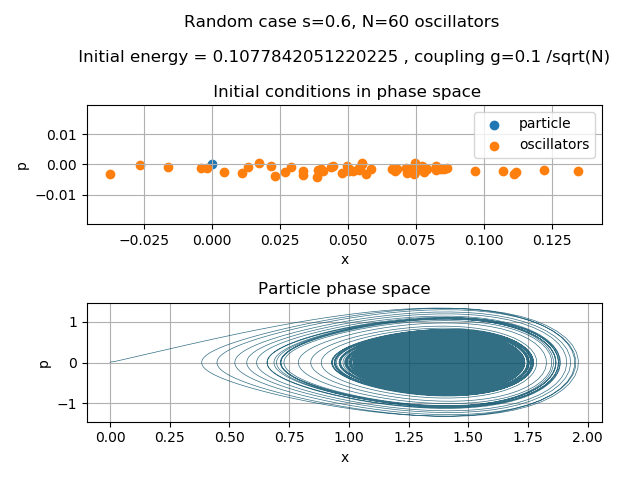 Random case s=0.6, N=60 oscillators
Initial energy = 0.1077842051220225 , coupling g=0.1 /sqrt(N)
Initial conditions in phase space
particle
oscillators
0.01
0.00
−0.01
p
−0.025 0.000 0.025 0.050 0.075 0.100 0.125
x
Particle phase space
1
0
−1
p
0.00 0.25 0.50 0.75 1.00 1.25 1.50 1.75 2.00
x